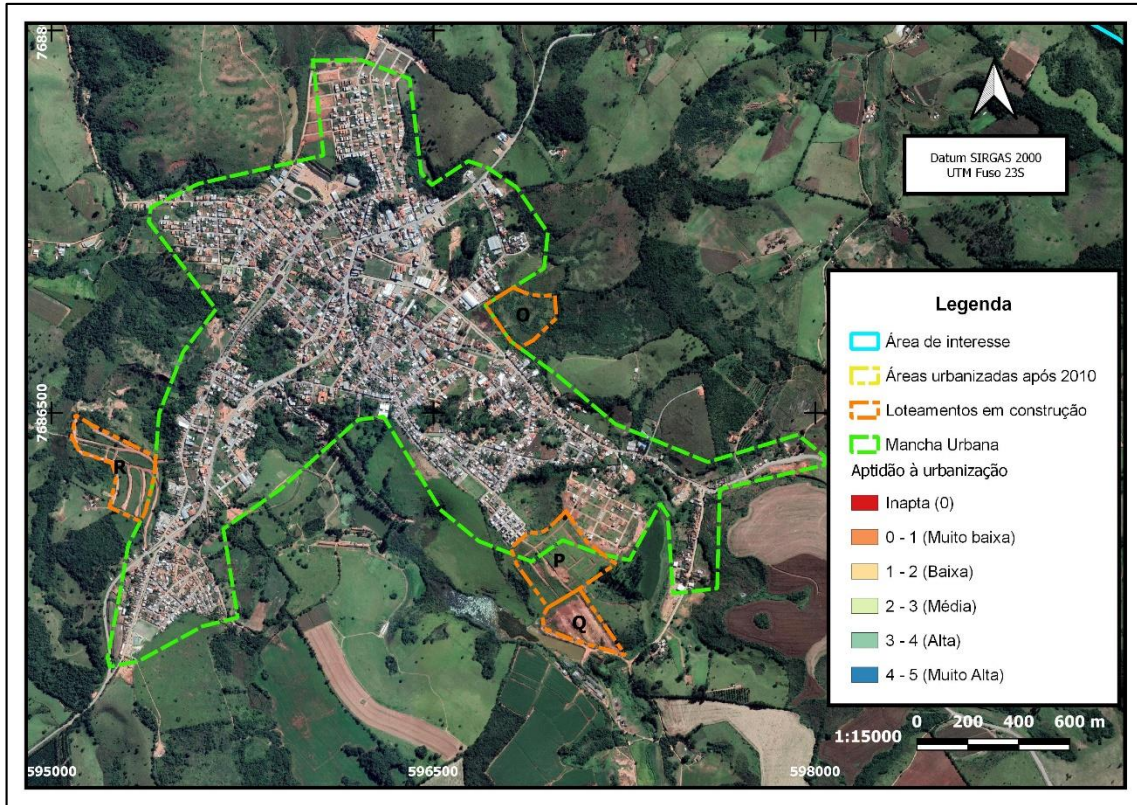 7688
Datum SIRGAS 2000
UTM Fuso 23S
O
7686500
R
P
Q
Legenda
Área de interesse
Áreas urbanizadas após 2010
Loteamentos em construção
Mancha Urbana
Aptidão à urbanização
Inapta (0)
0 - 1 (Muito baixa)
1 - 2 (Baixa)
2 - 3 (Média)
3 - 4 (Alta)
4 - 5 (Muito Alta)
0 200 400 600 m
1:15000
595000
596500
598000